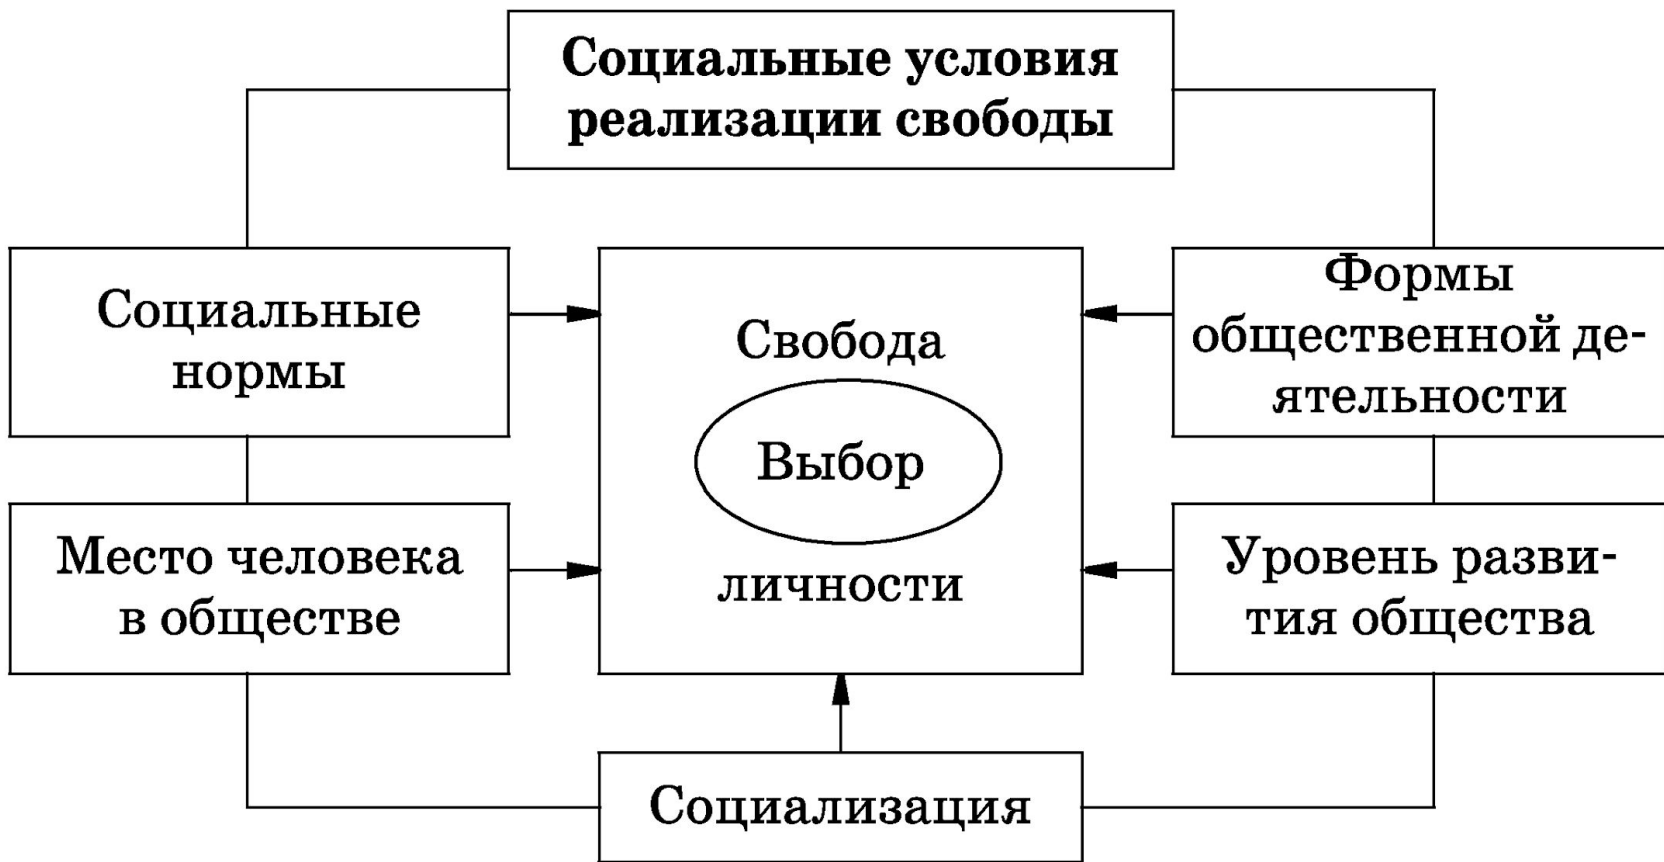 Социальные условия
реализации свободы
Социальные
нормы
Свобода
Выбор
личности
Формы
общественной де-
ятельности
Место человека
в обществе
Уровень разви-
тия общества
Социализация